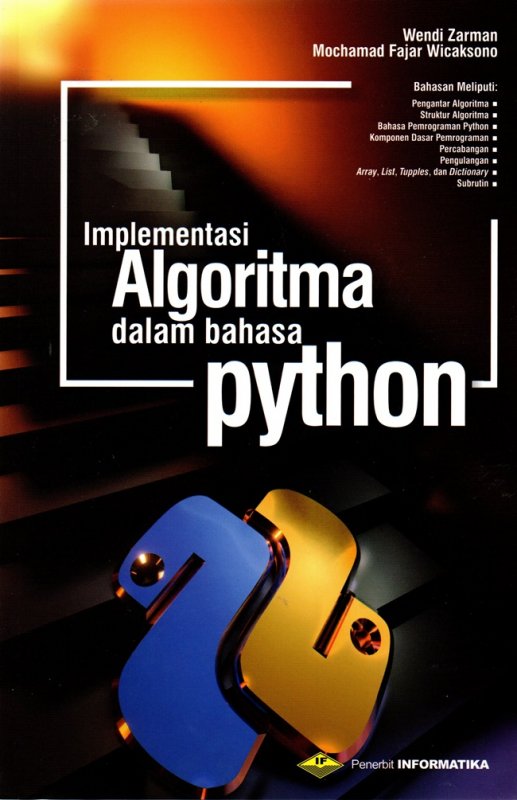 Wendi Zarman
Mochamad Fajar Wicaksono
Bahasan Meliputi:
Pengantar Algoritma
Struktur Algoritma
Bahasa Pemrograman Python
Komponen Dasar Pemrograman
Percabangan
Pengulangan
Array, List, Tupples, dan Dictionary
Subrutin
Implementasi
Algoritma
dalam bahasa
python
IF
Penerbit INFORMATIKA